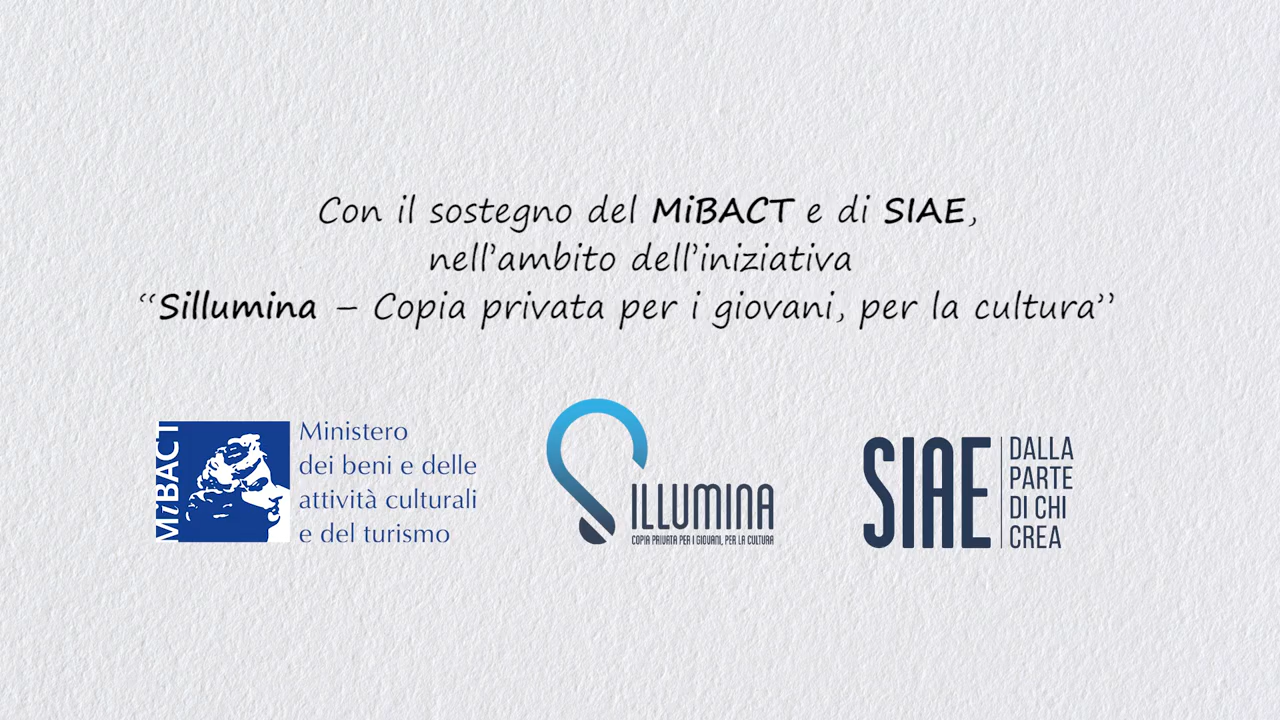 Con il sostegno del MiBACT e di SIAE,
nell’ambito dell’iniziativa
“Sillumina – Copia privata per i giovani, per la cultura”
MiBACT
Ministero
dei beni e delle
attività culturali
e del turismo
SILLUMINA
COPIA PRIVATA PER I GIOVANI, PER LA CULTURA
SIAE
DALLA
PARTE
DI CHI
CREA